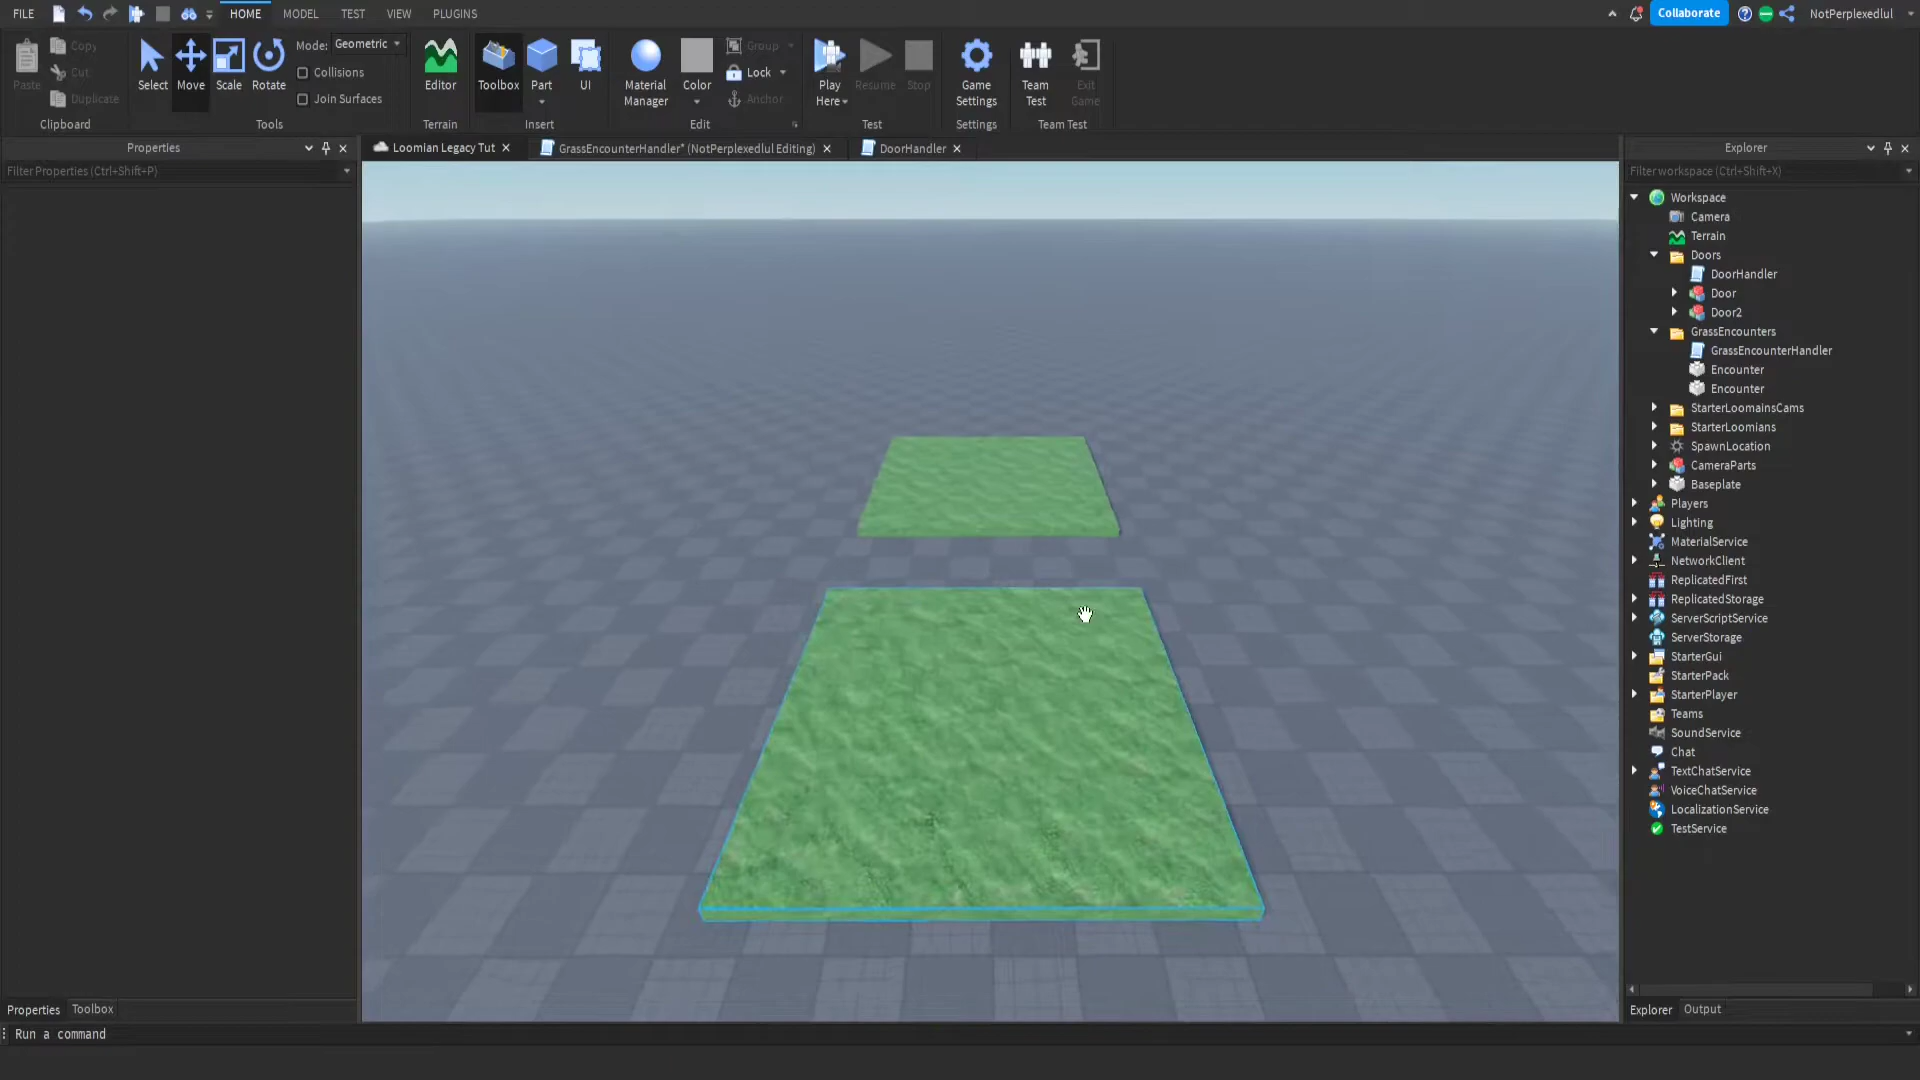 FILE HOME MODEL TEST VIEW PLUGINS Collaborate NotPerplexedlul
Paste Copy Cut Duplicate
Clipboard
Select Move Scale Rotate
Mode: Geometric
Collisions
Join Surfaces
Tools
Editor
Terrain
Toolbox Part UI
Insert
Material Manager Color
Group
Lock
Anchor
Edit
Play Here Resume Stop
Test
Game Settings
Settings
Team Test Exit Game
Team Test
Properties
Filter Properties (Ctrl+Shift+P)
Loomian Legacy Tut
GrassEncounterHandler* (NotPerplexedlul Editing)
DoorHandler
Explorer
Filter workspace (Ctrl+Shift+X)
Workspace
Camera
Terrain
Doors
DoorHandler
Door
Door2
GrassEncounters
GrassEncounterHandler
Encounter
Encounter
StarterLoomainsCams
StarterLoomians
SpawnLocation
CameraParts
Baseplate
Players
Lighting
MaterialService
NetworkClient
ReplicatedFirst
ReplicatedStorage
ServerScriptService
ServerStorage
StarterGui
StarterPack
StarterPlayer
Teams
SoundService
Chat
TextChatService
VoiceChatService
LocalizationService
TestService
Properties Toolbox
Explorer Output
Run a command